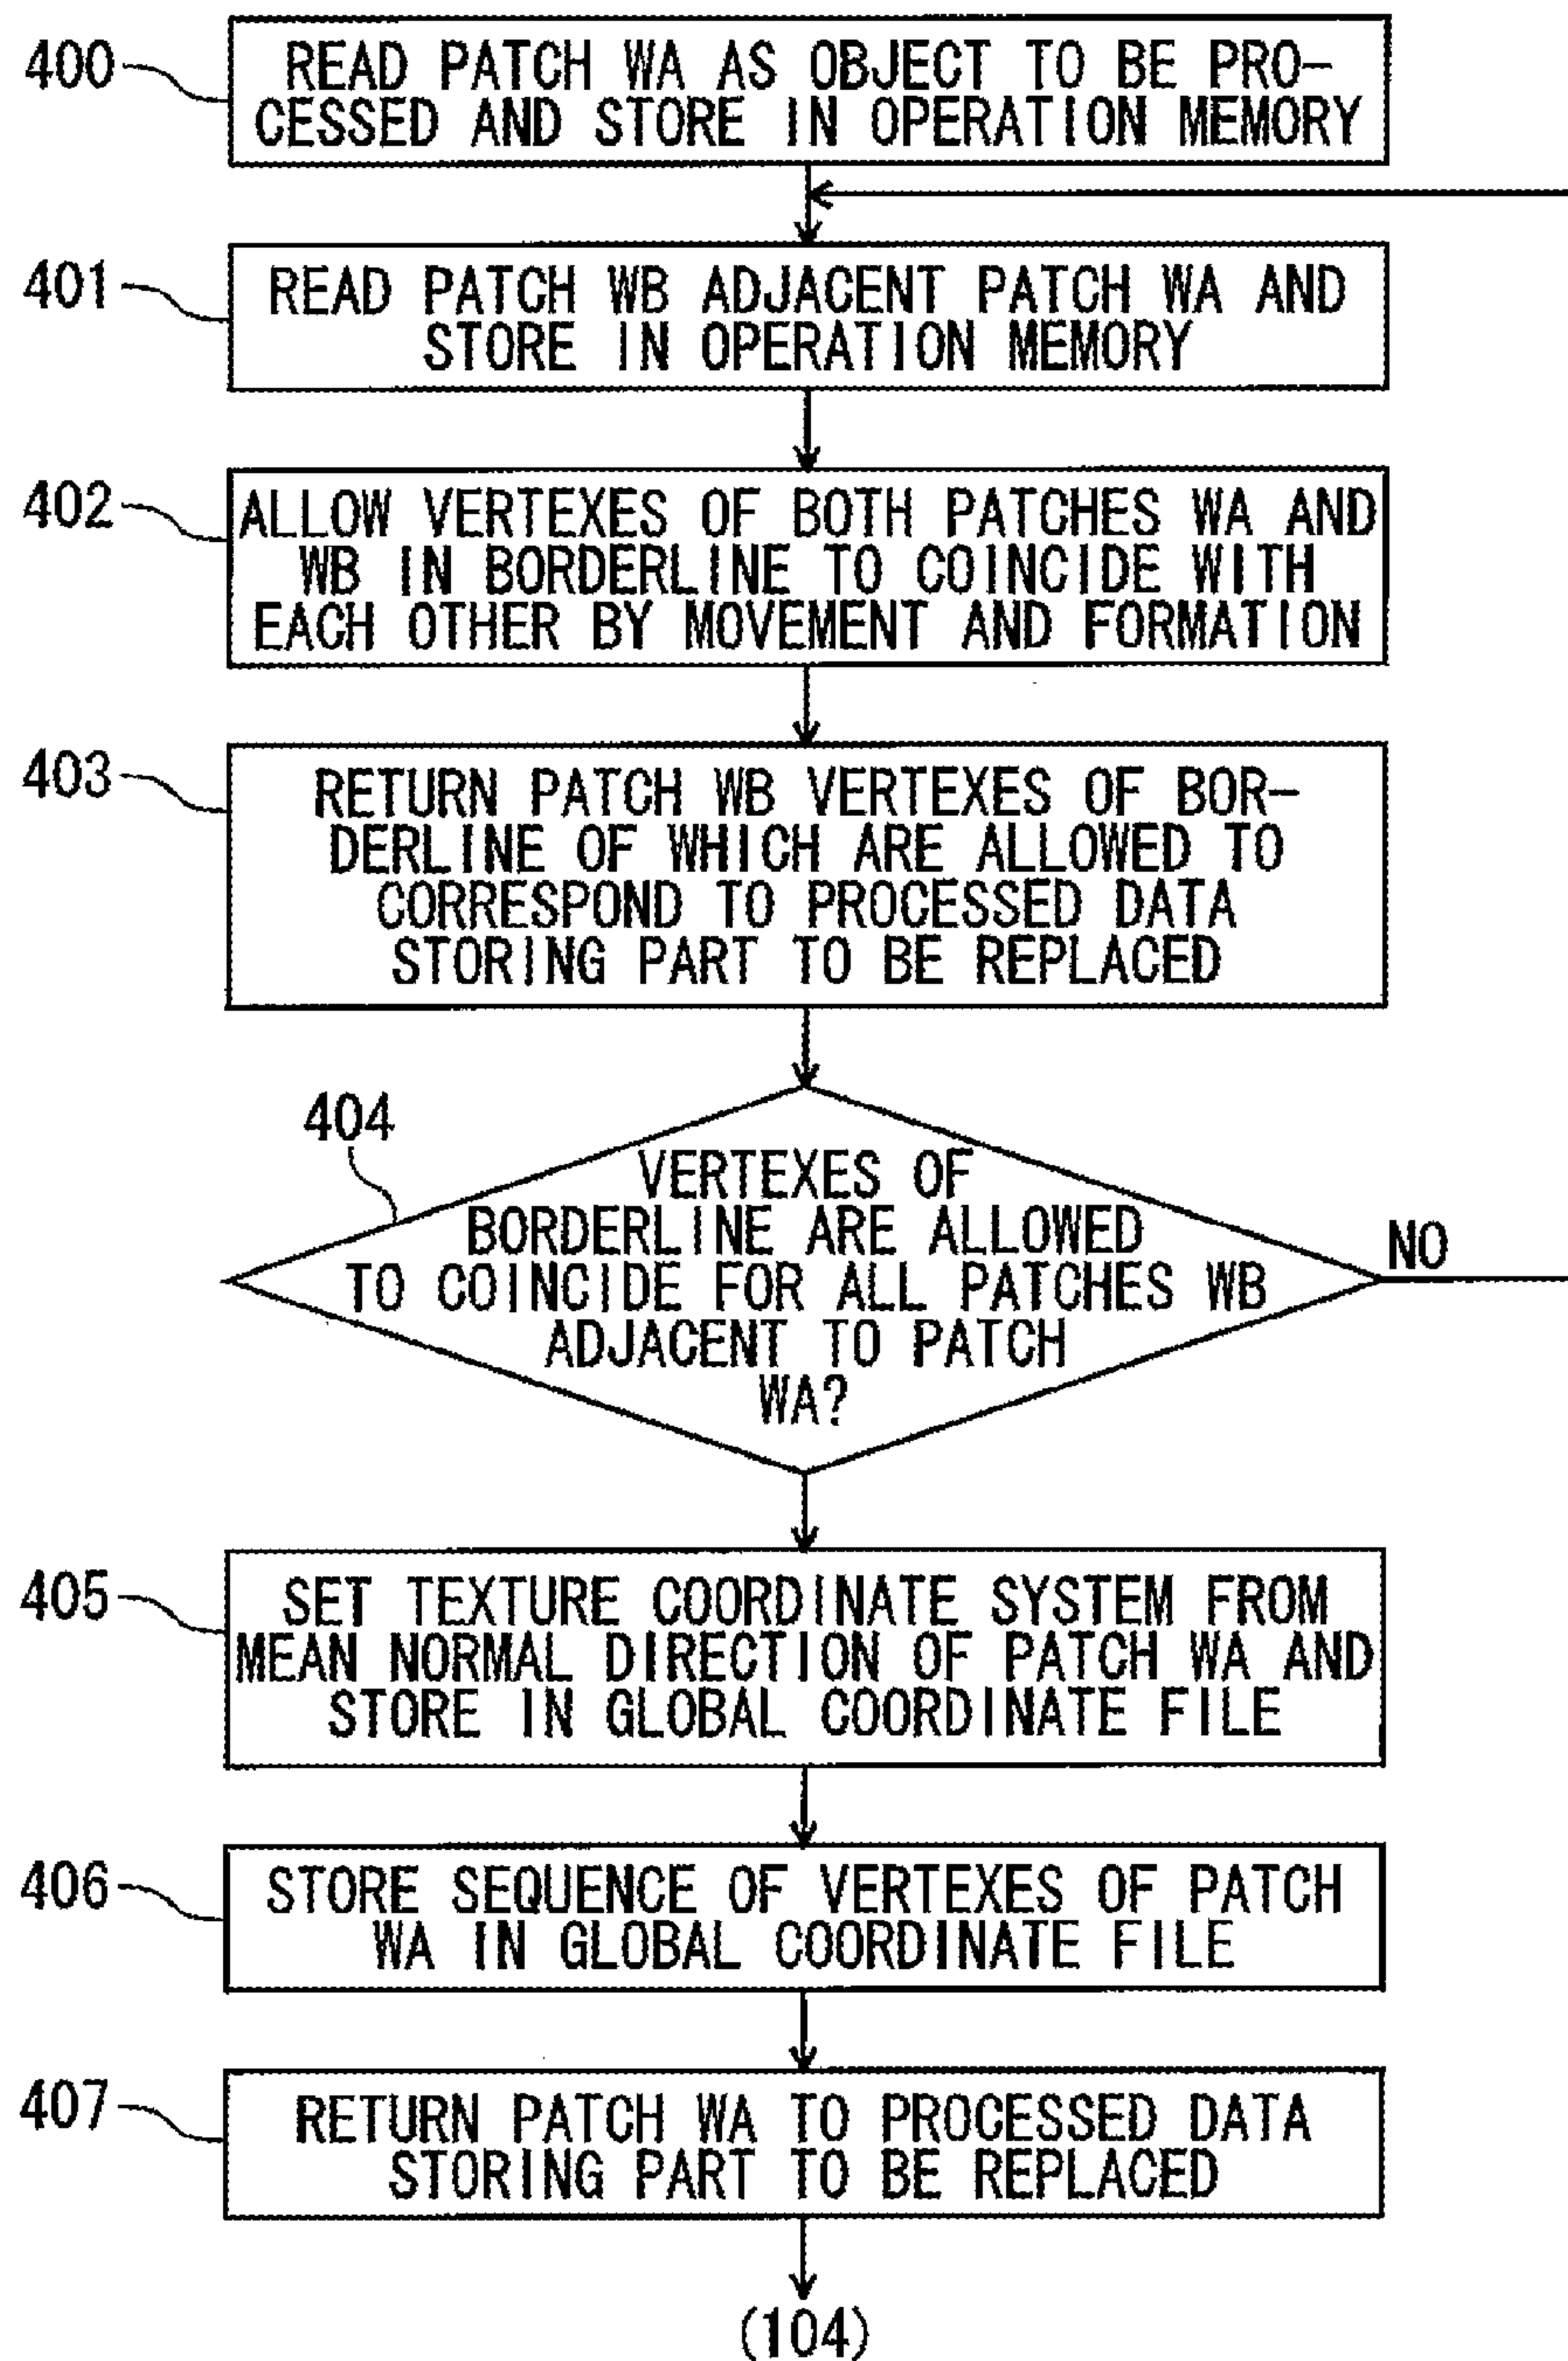 400
READ PATCH WA AS OBJECT TO BE PRO-
CESSED AND STORE IN OPERATION MEMORY
401
READ PATCH WB ADJACENT PATCH WA AND
STORE IN OPERATION MEMORY
402
ALLOW VERTEXES OF BOTH PATCHES WA AND
WB IN BORDERLINE TO COINCIDE WITH
EACH OTHER BY MOVEMENT AND FORMATION
403
RETURN PATCH WB VERTEXES OF BOR-
DERLINE OF WHICH ARE ALLOWED TO
CORRESPOND TO PROCESSED DATA
STORING PART TO BE REPLACED
404
VERTEXES OF
BORDERLINE ARE ALLOWED
TO COINCIDE FOR ALL PATCHES WB
ADJACENT TO PATCH
WA?
NO
405
SET TEXTURE COORDINATE SYSTEM FROM
MEAN NORMAL DIRECTION OF PATCH WA AND
STORE IN GLOBAL COORDINATE FILE
406
STORE SEQUENCE OF VERTEXES OF PATCH
WA IN GLOBAL COORDINATE FILE
407
RETURN PATCH WA TO PROCESSED DATA
STORING PART TO BE REPLACED
(104)